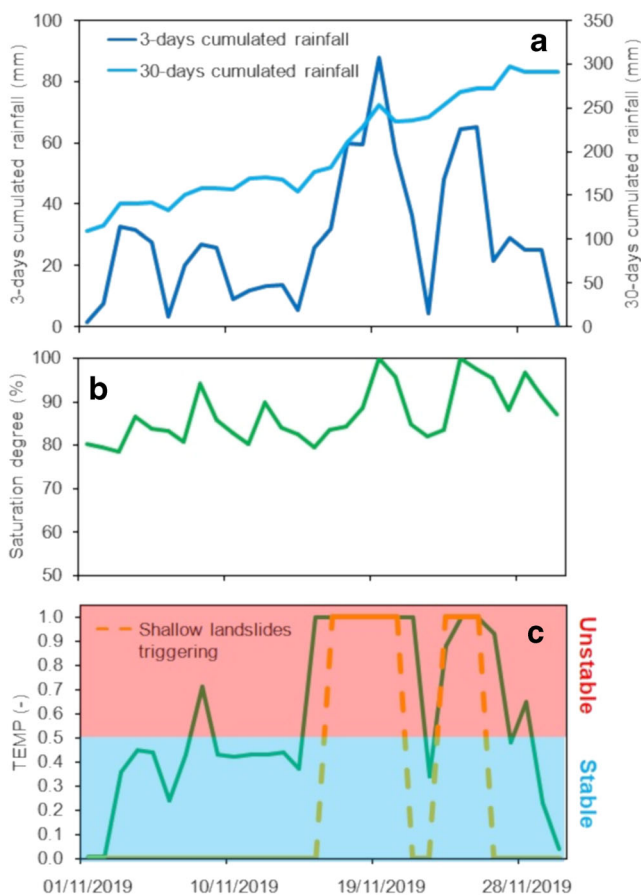 a
3-days cumulated rainfall
30-days cumulated rainfall
3-days cumulated rainfall (mm)
100
80
60
40
20
0
30-days cumulated rainfall (mm)
350
300
250
200
150
100
50
0
b
Saturation degree (%)
100
90
80
70
60
50
c
Shallow landslides
triggering
TEMP (-)
1.0
0.9
0.8
0.7
0.6
0.5
0.4
0.3
0.2
0.1
0.0
Unstable
Stable
01/11/2019 10/11/2019 19/11/2019 28/11/2019